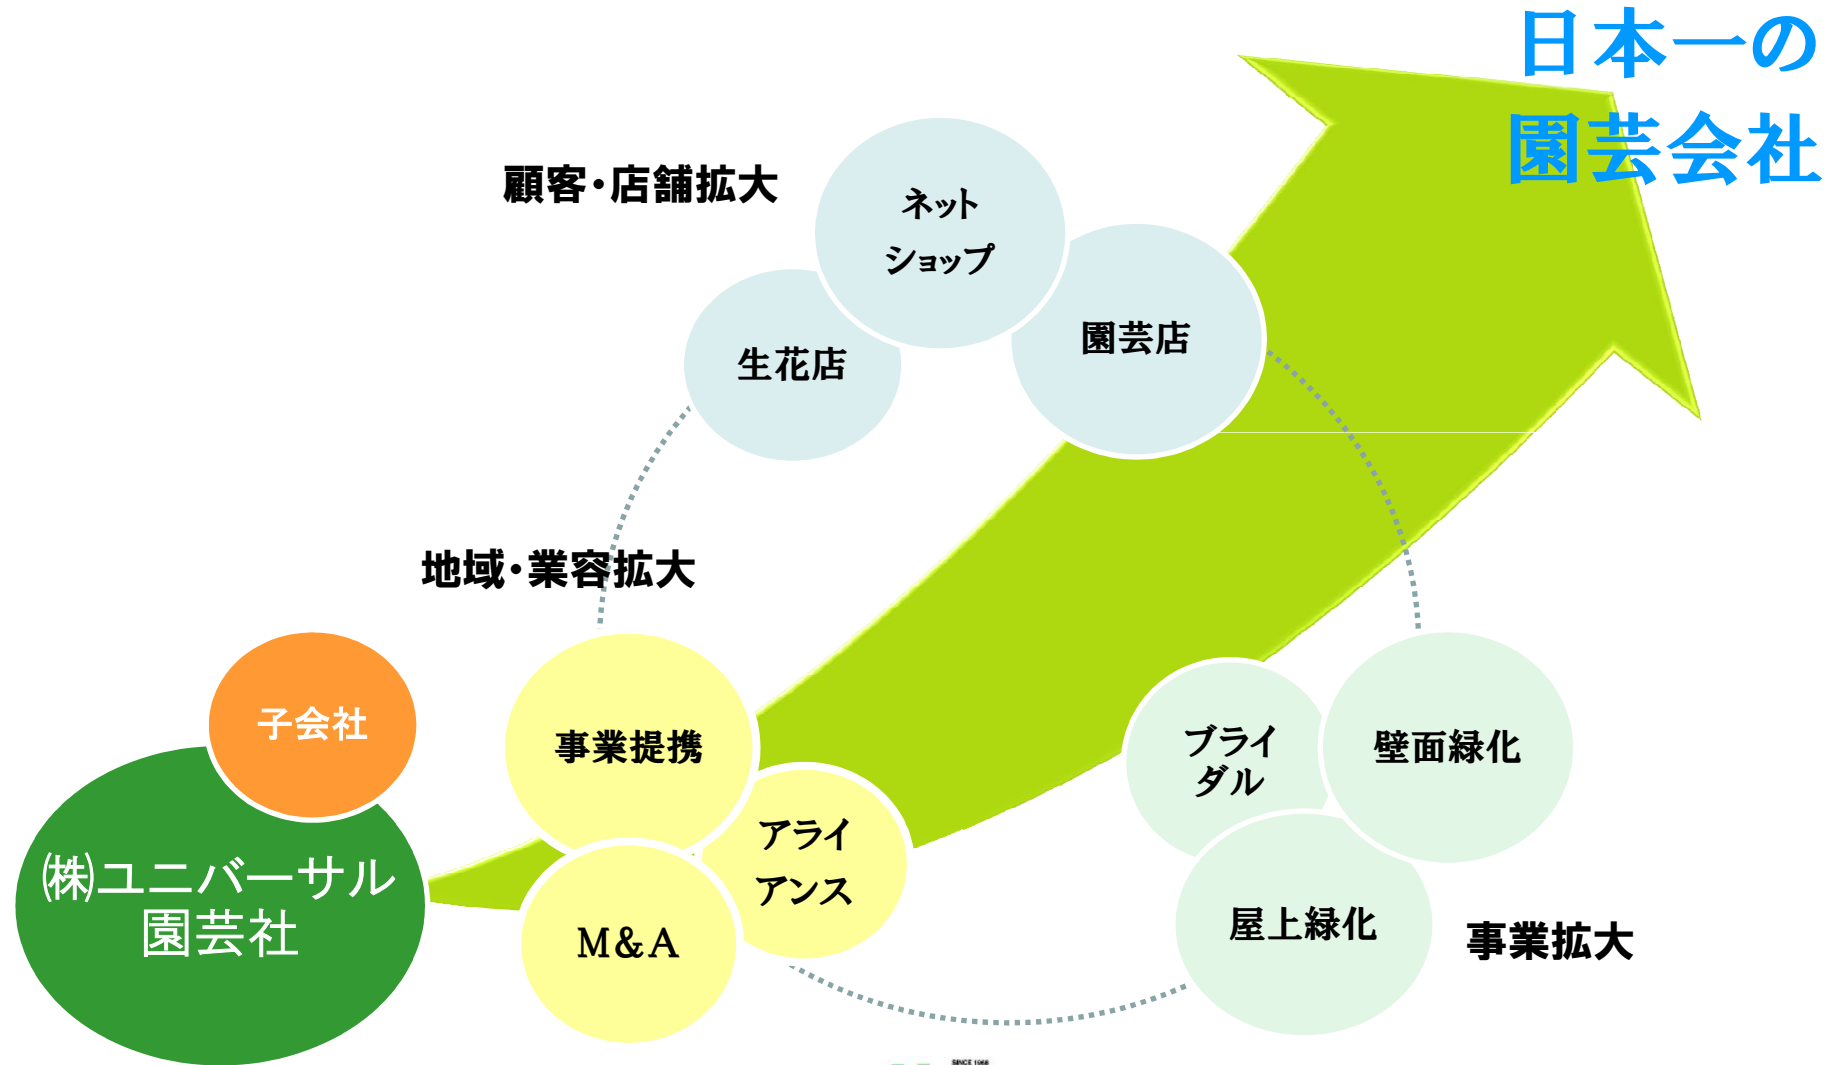 日本一の
園芸会社
顧客・店舗拡大
ネット
ショップ
生花店
園芸店
地域・業容拡大
子会社
㈱ユニバーサル
園芸社
事業提携
アライ
アンス
M&A
ブライ
ダル
壁面緑化
屋上緑化
事業拡大
SINCE 1968